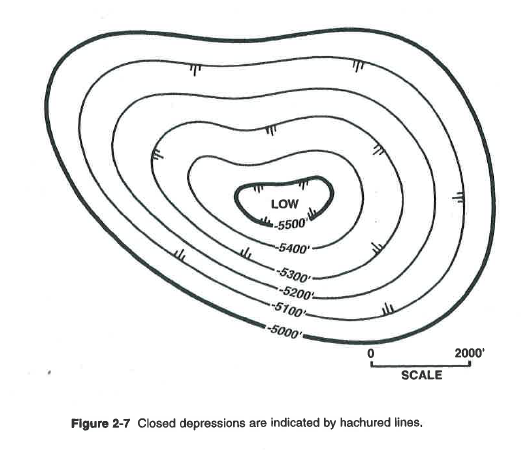 LOW
-5500'
-5400'
-5300'
-5200'
-5100'
-5000'
0 2000'
SCALE
Figure 2-7 Closed depressions are indicated by hachured lines.